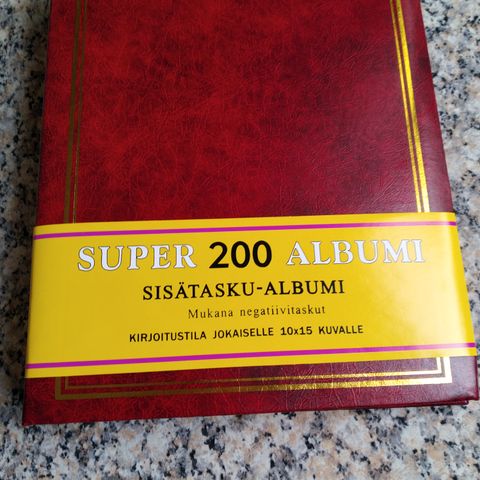 SUPER 200 ALBUMI
SISÄTASKU-ALBUMI
Mukana negatiivitaskut
KIRJOITUSTILA JOKAISELLE 10x15 KUVALLE